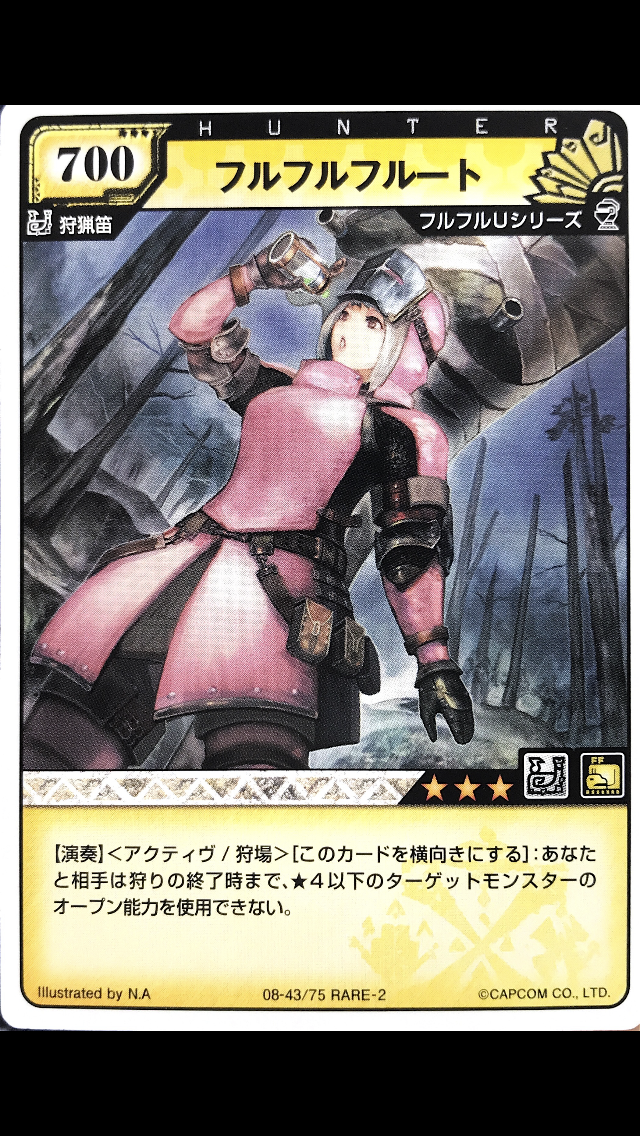 HUNTER
700
フルフルフルート
狩猟笛
フルフルUシリーズ
★★★
FF
【演奏】<アクティヴ / 狩場>[このカードを横向きにする]:あなた
と相手は狩りの終了時まで、★4以下のターゲットモンスターの
オープン能力を使用できない。
Illustrated by N.A
08-43/75 RARE-2
©CAPCOM CO., LTD.